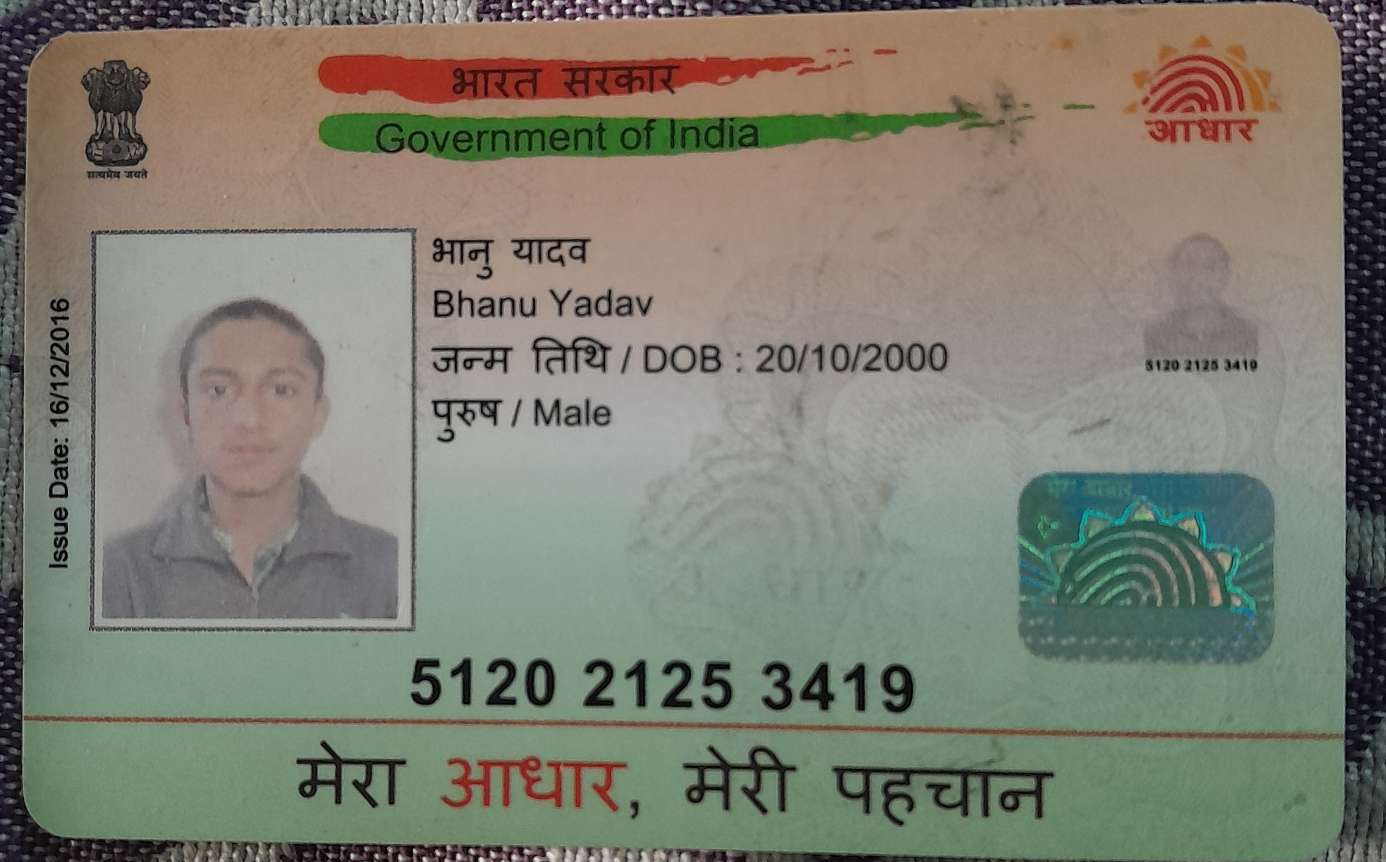 भारत सरकार
Government of India
सत्यमेव जयते
आधार
भानु यादव
Bhanu Yadav
जन्म तिथि / DOB : 20/10/2000
पुरुष / Male
Issue Date: 16/12/2016
5120 2125 3419
मेरा आधार
5120 2125 3419
मेरा आधार, मेरी पहचान